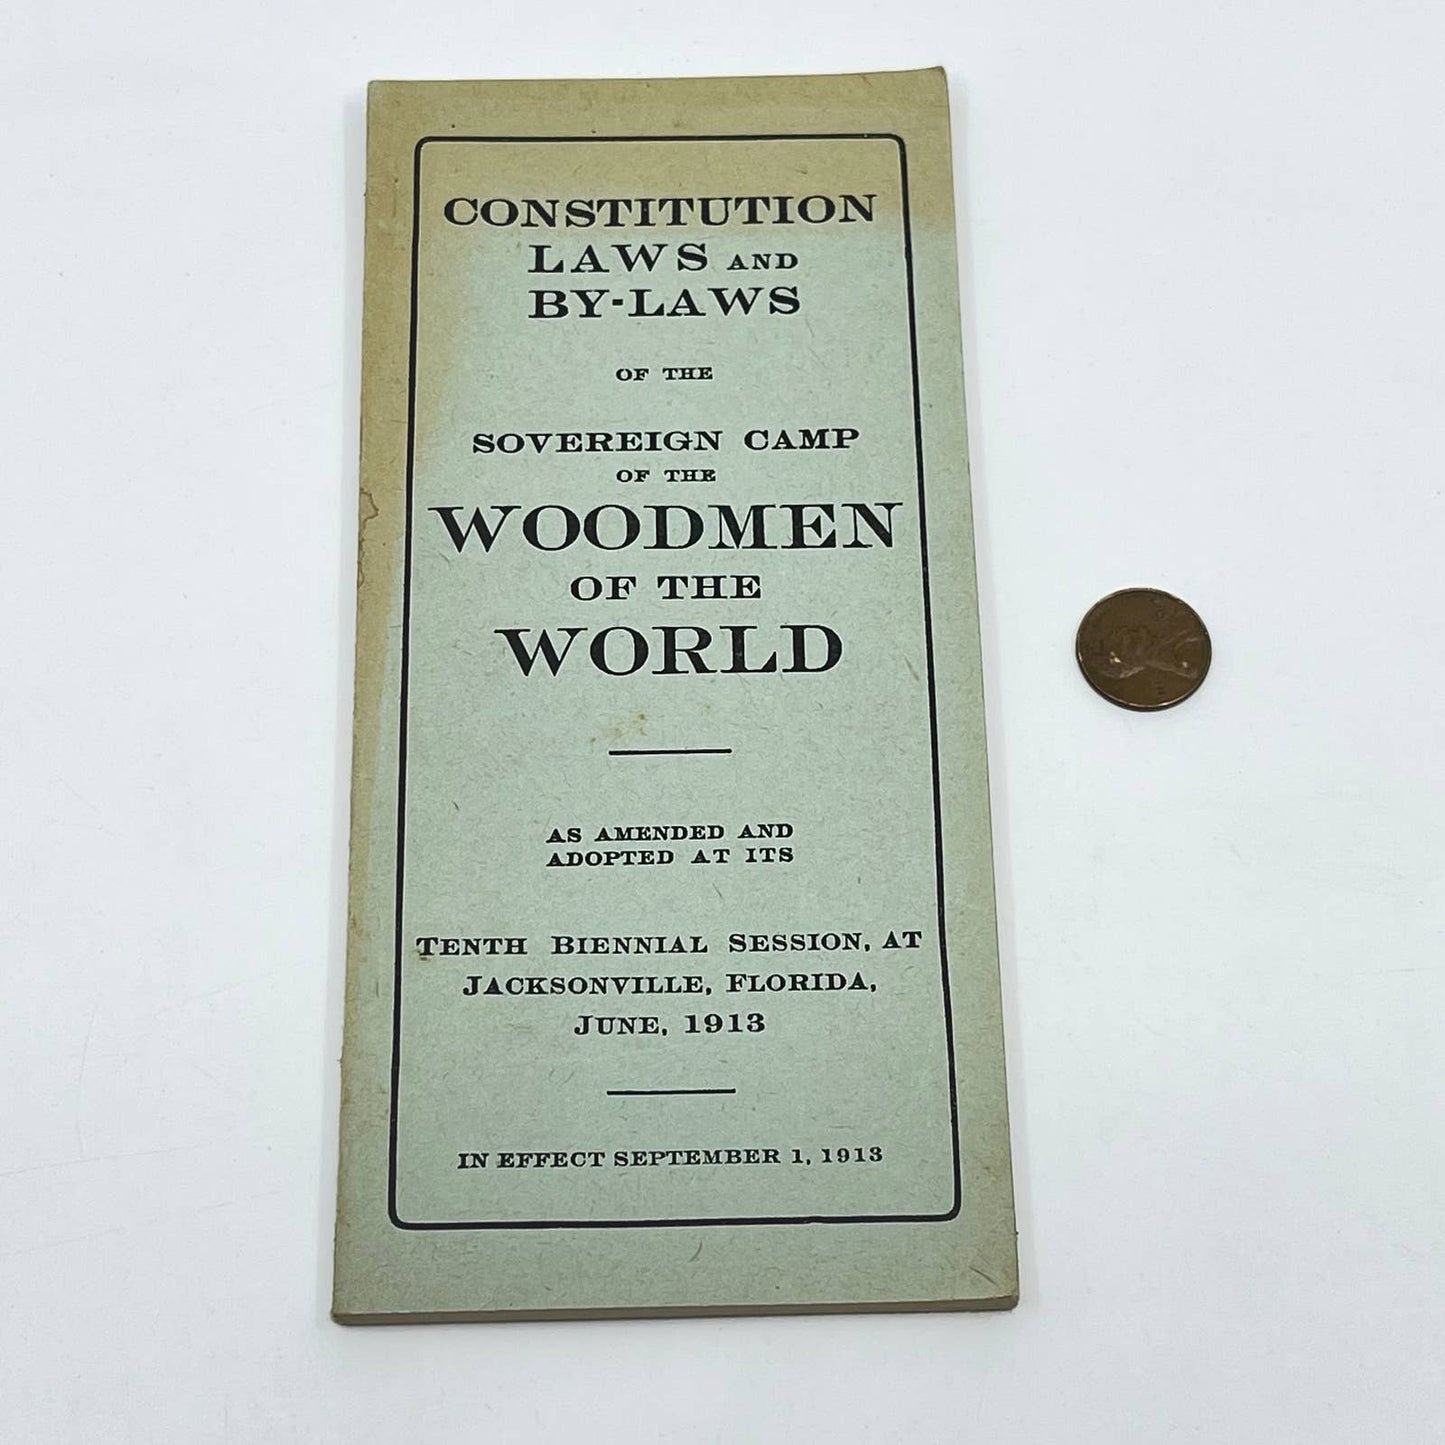 CONSTITUTION
LAWS AND
BY-LAWS
OF THE
SOVEREIGN CAMP
OF THE
WOODMEN
OF THE
WORLD
AS AMENDED AND
ADOPTED AT ITS
TENTH BIENNIAL SESSION, AT
JACKSONVILLE, FLORIDA,
JUNE, 1913
IN EFFECT SEPTEMBER 1, 1913